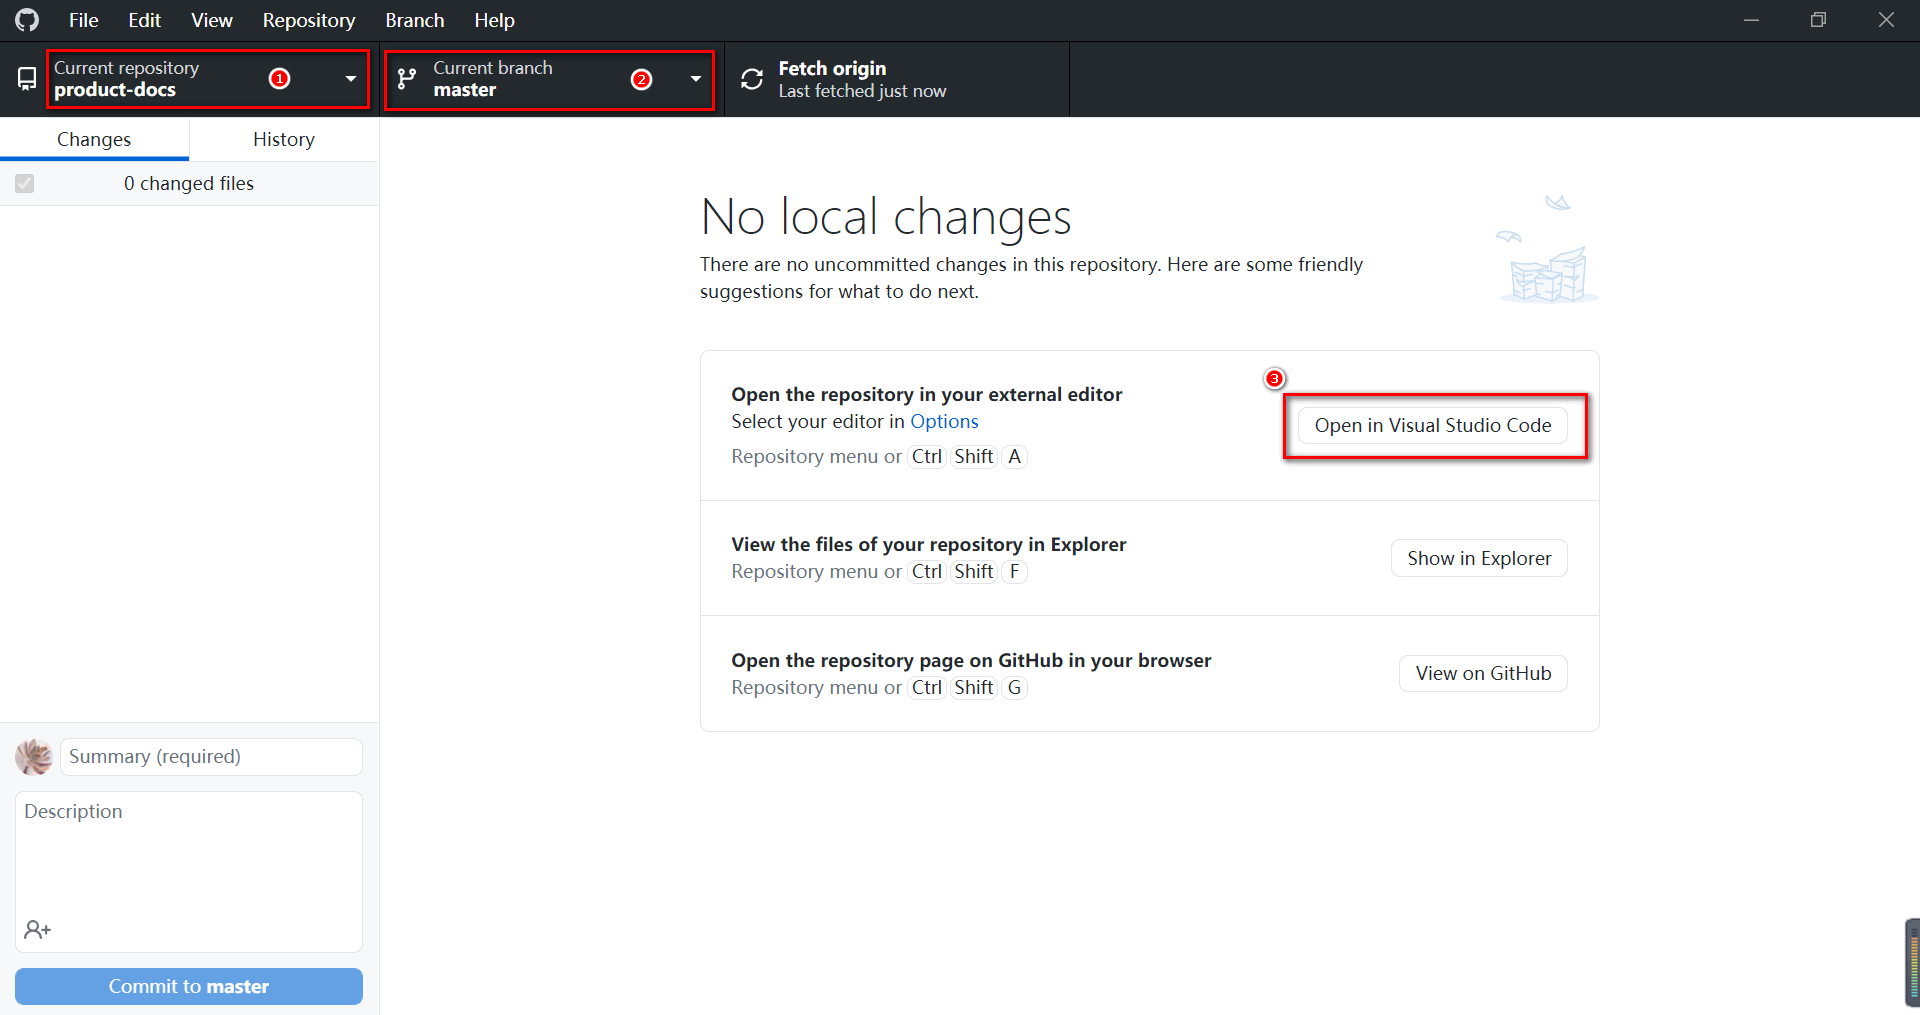 File Edit View Repository Branch Help
Current repository
product-docs
1
Current branch
master
2
Fetch origin
Last fetched just now
Changes History
0 changed files
No local changes
There are no uncommitted changes in this repository. Here are some friendly
suggestions for what to do next.
Open the repository in your external editor
Select your editor in Options
Repository menu or Ctrl Shift A
3
Open in Visual Studio Code
View the files of your repository in Explorer
Repository menu or Ctrl Shift F
Show in Explorer
Open the repository page on GitHub in your browser
Repository menu or Ctrl Shift G
View on GitHub
Summary (required)
Description
Commit to master